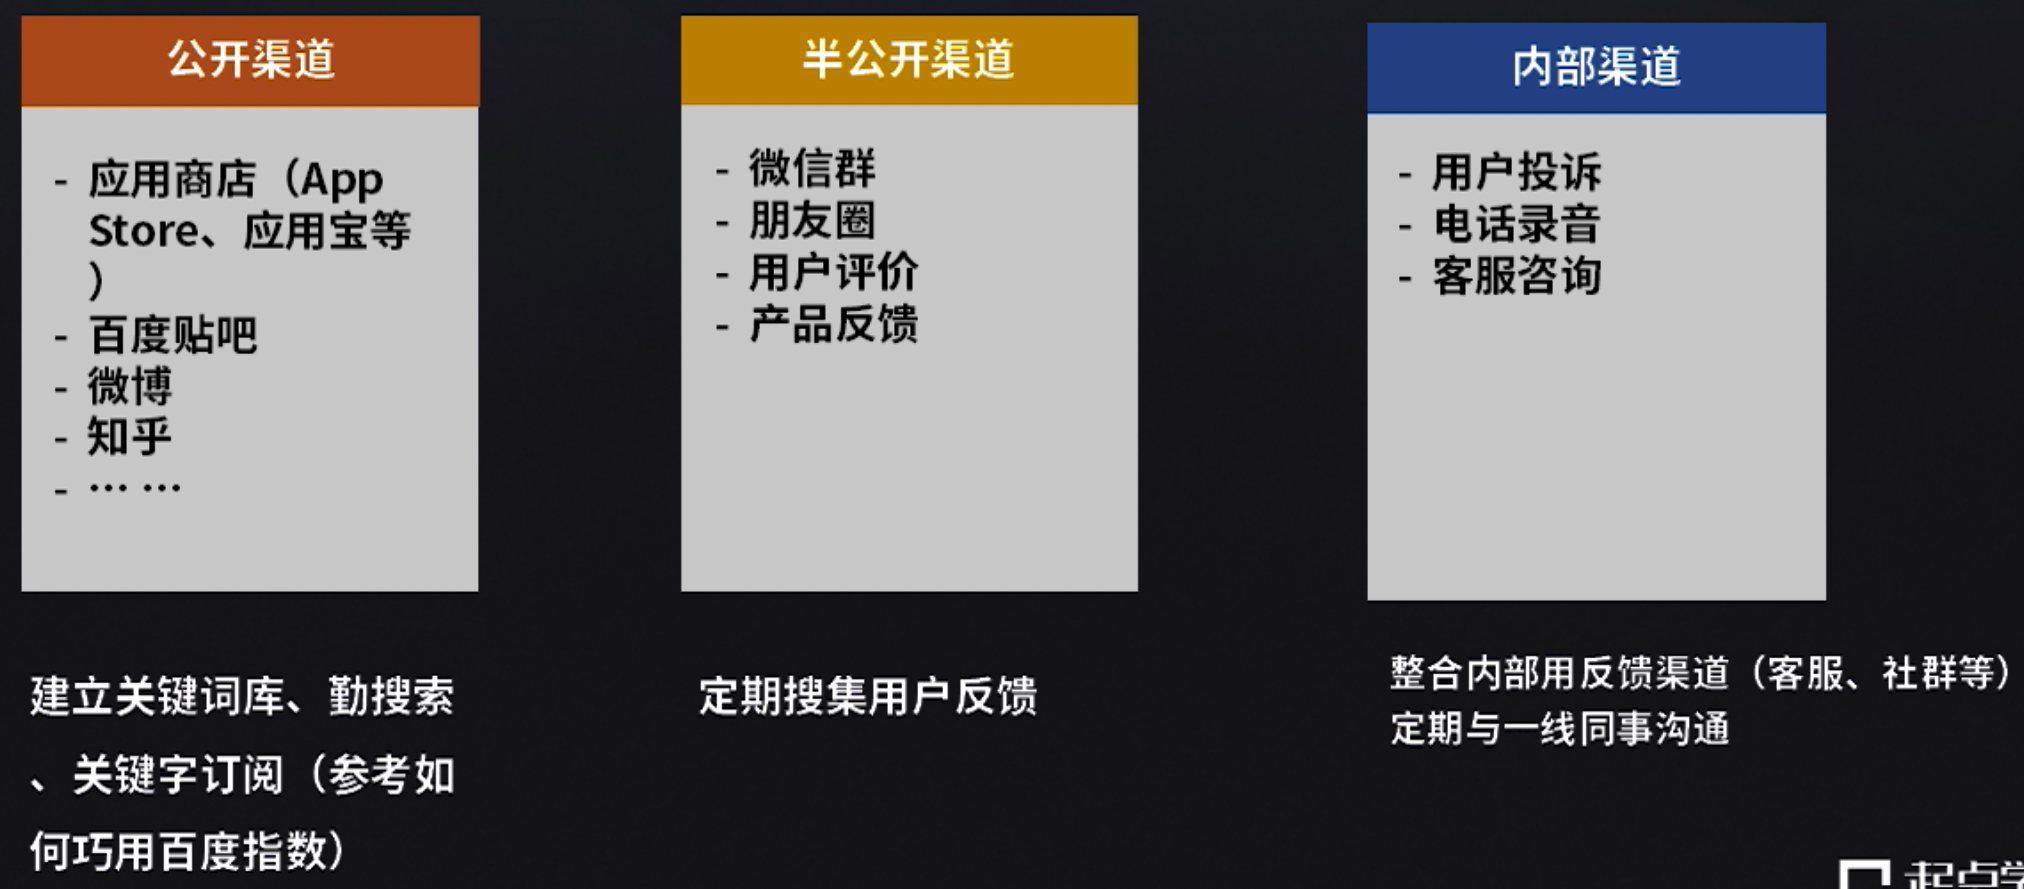 公开渠道
- 应用商店（App
Store、应用宝等
）
- 百度贴吧
- 微博
- 知乎
- … …
建立关键词库、勤搜索
、关键字订阅（参考如
何巧用百度指数）
半公开渠道
- 微信群
- 朋友圈
- 用户评价
- 产品反馈
定期搜集用户反馈
内部渠道
- 用户投诉
- 电话录音
- 客服咨询
整合内部用反馈渠道（客服、社群等）
定期与一线同事沟通
起点学